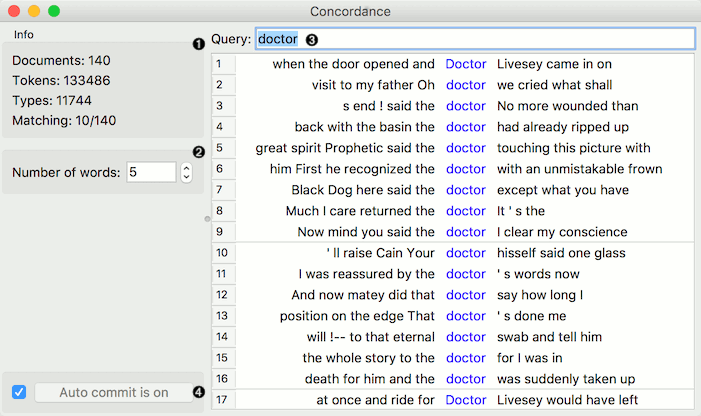 Concordance
Info
❶
Documents: 140
Tokens: 133486
Types: 11744
Matching: 10/140
❷
Number of words: 5
Auto commit is on
❹
Query: doctor ❸
1 when the door opened and Doctor Livesey came in on
2 visit to my father Oh doctor we cried what shall
3 s end ! said the doctor No more wounded than
4 back with the basin the doctor had already ripped up
5 great spirit Prophetic said the doctor touching this picture with
6 him First he recognized the doctor with an unmistakable frown
7 Black Dog here said the doctor except what you have
8 Much I care returned the doctor It ' s the
9 Now mind you said the doctor I clear my conscience
10 ' ll raise Cain Your doctor hisself said one glass
11 I was reassured by the doctor ' s words now
12 And now matey did that doctor say how long I
13 position on the edge That doctor ' s done me
14 will !-- to that eternal doctor swab and tell him
15 the whole story to the doctor for I was in
16 death for him and the doctor was suddenly taken up
17 at once and ride for Doctor Livesey would have left